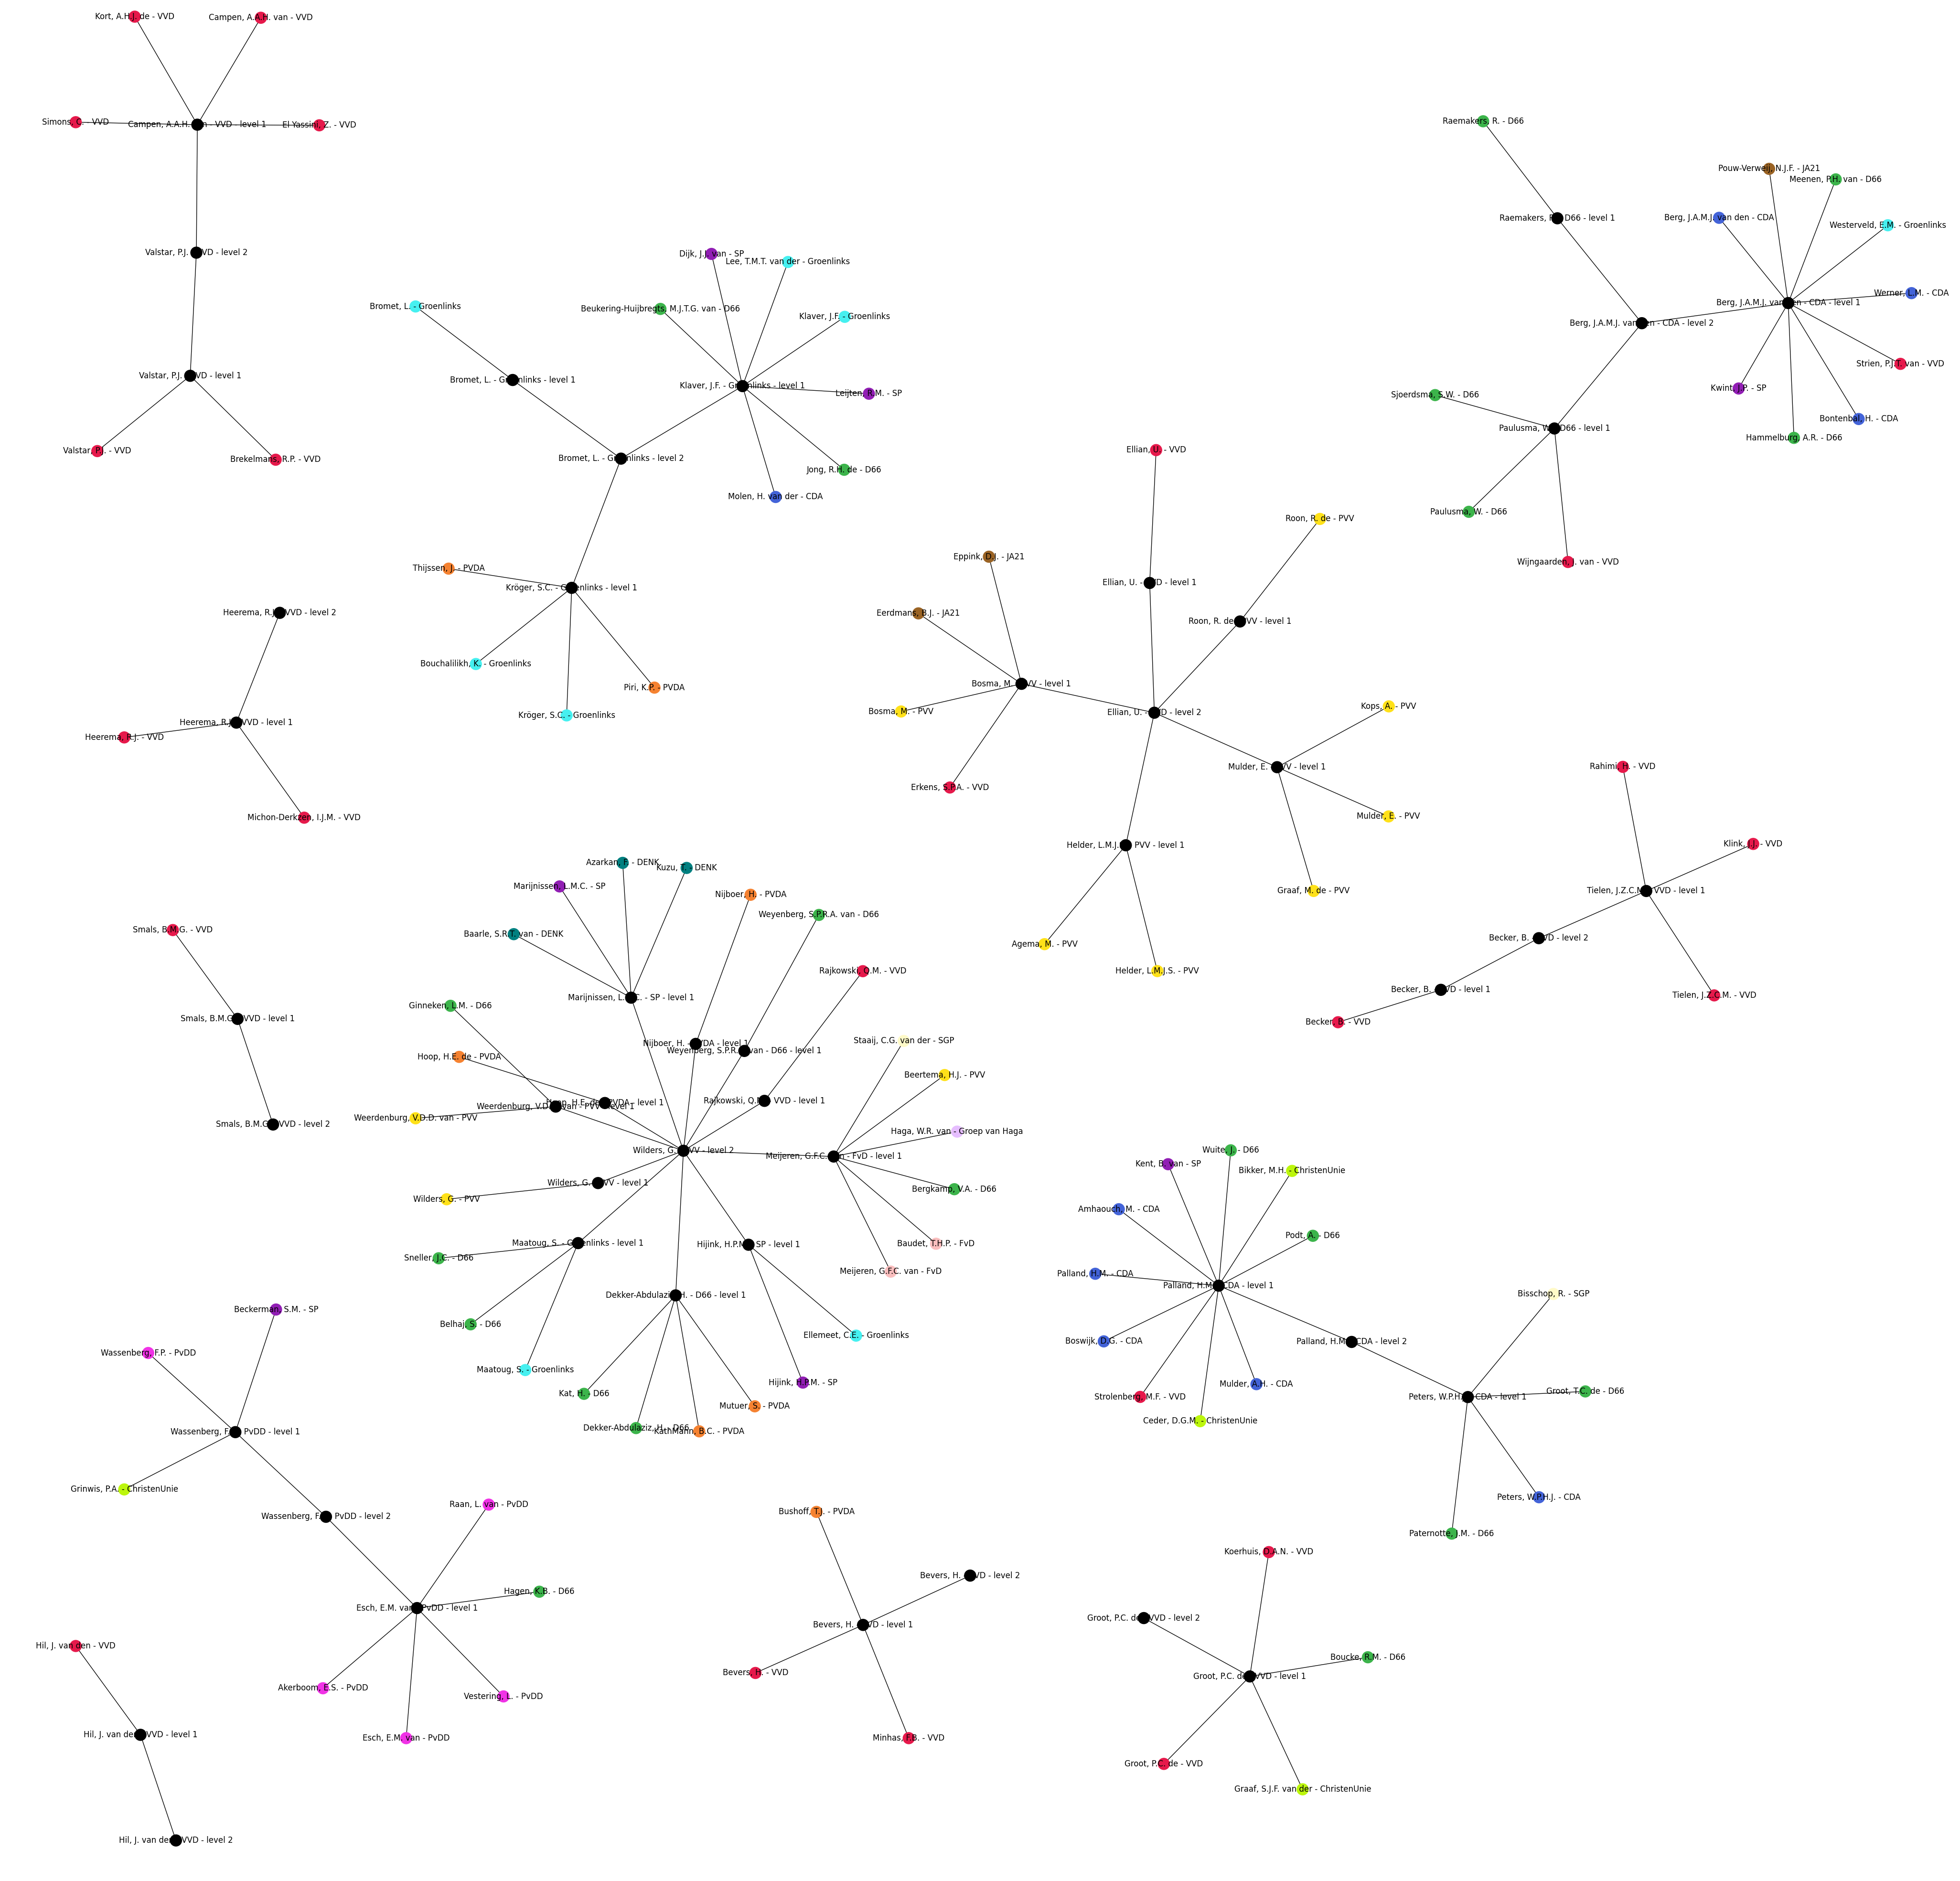 Kort, A.H.J. de - VVD
Campen, A.A.H. van - VVD
Simons, C. - VVD
Campen, A.A.H. van - VVD - level 1
El Yassini, Z. - VVD
Valstar, P.J. - VVD - level 2
Valstar, P.J. - VVD - level 1
Valstar, P.J. - VVD
Brekelmans, R.P. - VVD
Raemakers, R. - D66
Raemakers, R. - D66 - level 1
Pouw-Verweij, N.J.F. - JA21
Meenen, P.H. van - D66
Berg, J.A.M.J. van den - CDA
Westerveld, E.M. - Groenlinks
Werner, L.M. - CDA
Berg, J.A.M.J. van den - CDA - level 1
Berg, J.A.M.J. van den - CDA - level 2
Strien, P.J.T. van - VVD
Kwint, J.P. - SP
Bontenbal, H. - CDA
Hammelburg, A.R. - D66
Sjoerdsma, S.W. - D66
Paulusma, W. - D66 - level 1
Paulusma, W. - D66
Wijngaarden, J. van - VVD
Dijk, J.J. van - SP
Lee, T.M.T. van der - Groenlinks
Bromet, L. - Groenlinks
Beukering-Huijbregts, M.J.T.G. van - D66
Klaver, J.F. - Groenlinks
Bromet, L. - Groenlinks - level 1
Klaver, J.F. - Groenlinks - level 1
Leijten, R.M. - SP
Bromet, L. - Groenlinks - level 2
Jong, R.H. de - D66
Molen, H. van der - CDA
Thijssen, J. - PVDA
Kröger, S.C. - Groenlinks - level 1
Bouchalilikh, K. - Groenlinks
Piri, K.P. - PVDA
Kröger, S.C. - Groenlinks
Heerema, R.J. - VVD - level 2
Heerema, R.J. - VVD - level 1
Heerema, R.J. - VVD
Michon-Derkzen, I.J.M. - VVD
Ellian, U. - VVD
Roon, R. de - PVV
Eppink, D.J. - JA21
Ellian, U. - VVD - level 1
Eerdmans, B.J. - JA21
Roon, R. de - PVV - level 1
Bosma, M. - PVV - level 1
Bosma, M. - PVV
Ellian, U. - VVD - level 2
Kops, A. - PVV
Erkens, S.P.A. - VVD
Mulder, E. - PVV - level 1
Mulder, E. - PVV
Helder, L.M.J.S. - PVV - level 1
Graaf, M. de - PVV
Agema, M. - PVV
Helder, L.M.J.S. - PVV
Rahimi, H. - VVD
Klink, J.J. - VVD
Tielen, J.Z.C.M. - VVD - level 1
Becker, B. - VVD - level 2
Becker, B. - VVD - level 1
Tielen, J.Z.C.M. - VVD
Becker, B. - VVD
Smals, B.M.G. - VVD
Smals, B.M.G. - VVD - level 1
Smals, B.M.G. - VVD - level 2
Azarkan, F. - DENK
Kuzu, T. - DENK
Marijnissen, L.M.C. - SP
Nijboer, H. - PVDA
Weyenberg, S.P.R.A. van - D66
Baarle, S.R.T. van - DENK
Rajkowski, Q.M. - VVD
Marijnissen, L.M.C. - SP - level 1
Ginneken, L.M. - D66
Nijboer, H. - PVDA - level 1
Weyenberg, S.P.R.A. van - D66 - level 1
Staaij, C.G. van der - SGP
Hoop, H.E. de - PVDA
Beertema, H.J. - PVV
Hoop, H.E. de - PVDA - level 1
Rajkowski, Q.M. - VVD - level 1
Weerdenburg, V.D.D. van - PVV - level 1
Weerdenburg, V.D.D. van - PVV
Haga, W.R. van - Groep van Haga
Wilders, G. - PVV - level 2
Meijeren, G.F.C. van - FvD - level 1
Wilders, G. - PVV - level 1
Bergkamp, V.A. - D66
Wilders, G. - PVV
Maatoug, S. - Groenlinks - level 1
Hijink, H.P.M. - SP - level 1
Baudet, T.H.P. - FvD
Sneller, J.C. - D66
Meijeren, G.F.C. van - FvD
Dekker-Abdulaziz, H. - D66 - level 1
Belhaj, S. - D66
Ellemeet, C.E. - Groenlinks
Maatoug, S. - Groenlinks
Hijink, H.P.M. - SP
Kat, H. - D66
Mutuer, S. - PVDA
Dekker-Abdulaziz, H. - D66
KathMann, B.C. - PVDA
Wuite, J. - D66
Kent, B. van - SP
Bikker, M.H. - ChristenUnie
Amhaouch, M. - CDA
Podt, A. - D66
Palland, H.M. - CDA
Palland, H.M. - CDA - level 1
Bisschop, R. - SGP
Boswijk, D.G. - CDA
Palland, H.M. - CDA - level 2
Mulder, A.H. - CDA
Strolenberg, M.F. - VVD
Peters, W.P.H.J. - CDA - level 1
Groot, T.C. de - D66
Ceder, D.G.M. - ChristenUnie
Peters, W.P.H.J. - CDA
Paternotte, J.M. - D66
Beckerman, S.M. - SP
Wassenberg, F.P. - PvDD
Wassenberg, F.P. - PvDD - level 1
Grinwis, P.A. - ChristenUnie
Wassenberg, F.P. - PvDD - level 2
Raan, L. van - PvDD
Hagen, K.B. - D66
Esch, E.M. van - PvDD - level 1
Akerboom, E.S. - PvDD
Vestering, L. - PvDD
Esch, E.M. van - PvDD
Hil, J. van den - VVD
Hil, J. van den - VVD - level 1
Hil, J. van den - VVD - level 2
Bushoff, T.J. - PVDA
Bevers, H. - VVD - level 2
Bevers, H. - VVD - level 1
Bevers, H. - VVD
Minhas, F.B. - VVD
Koerhuis, D.A.N. - VVD
Groot, P.C. de - VVD - level 2
Boucke, R.M. - D66
Groot, P.C. de - VVD - level 1
Groot, P.C. de - VVD
Graaf, S.J.F. van der - ChristenUnie